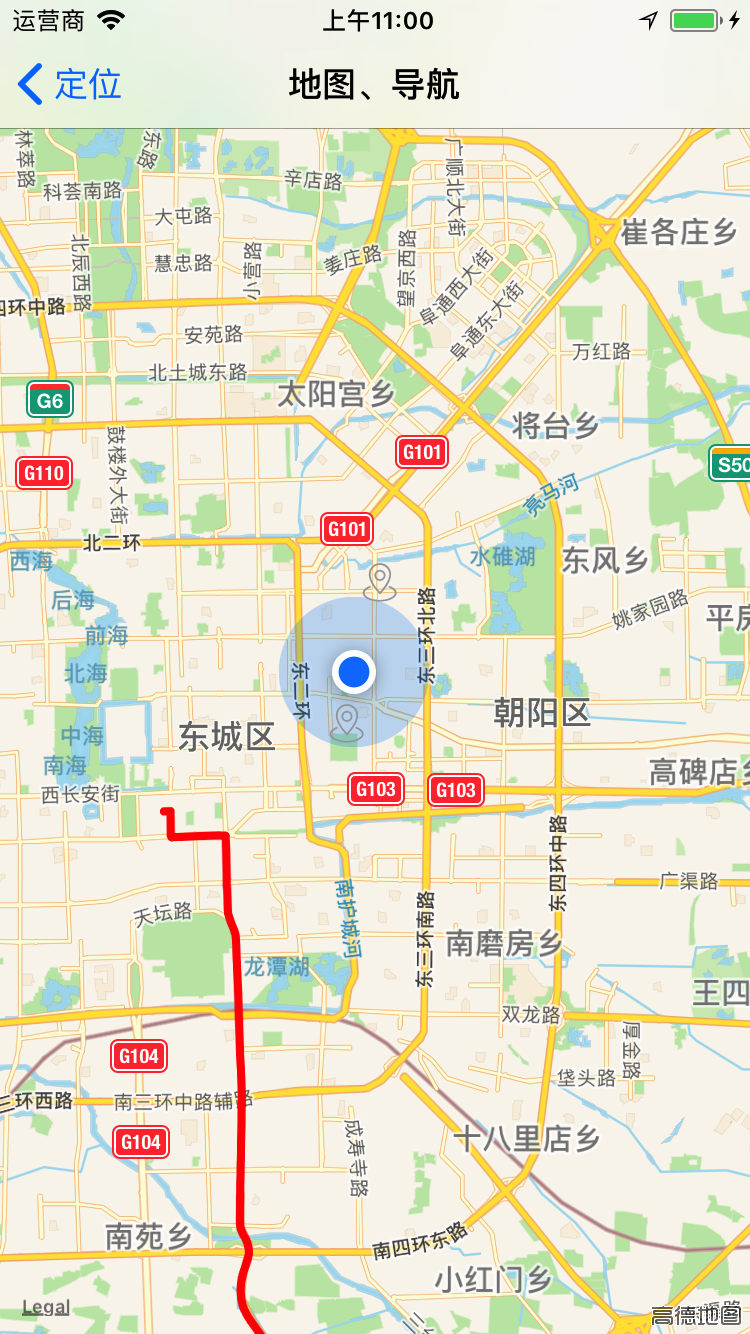 运营商
上午11:00
定位
地图、导航
林萃路
东路
科荟南路
辛店路
广顺北大街
大屯路
崔各庄乡
北辰西路
慧忠路
小营路
姜庄路
望京西路
阜通西大街
四环中路
阜通东大街
安苑路
万红路
北土城东路
太阳宫乡
G6
将台乡
鼓楼外大街
G101
G110
S50
亮马河
G101
北二环
西海
水碓湖
东风乡
后海
姚家园路
前海
东三环北路
平房
北海
东二环
朝阳区
中海
东城区
南海
高碑店乡
西长安街
G103
G103
东四环中路
广渠路
天坛路
南护城河
东三环南路
南磨房乡
龙潭湖
王四
双龙路
厚金路
G104
垡头路
三环西路
南三环中路辅路
成寿寺路
十八里店乡
G104
南苑乡
南四环东路
小红门乡
Legal
高德地图